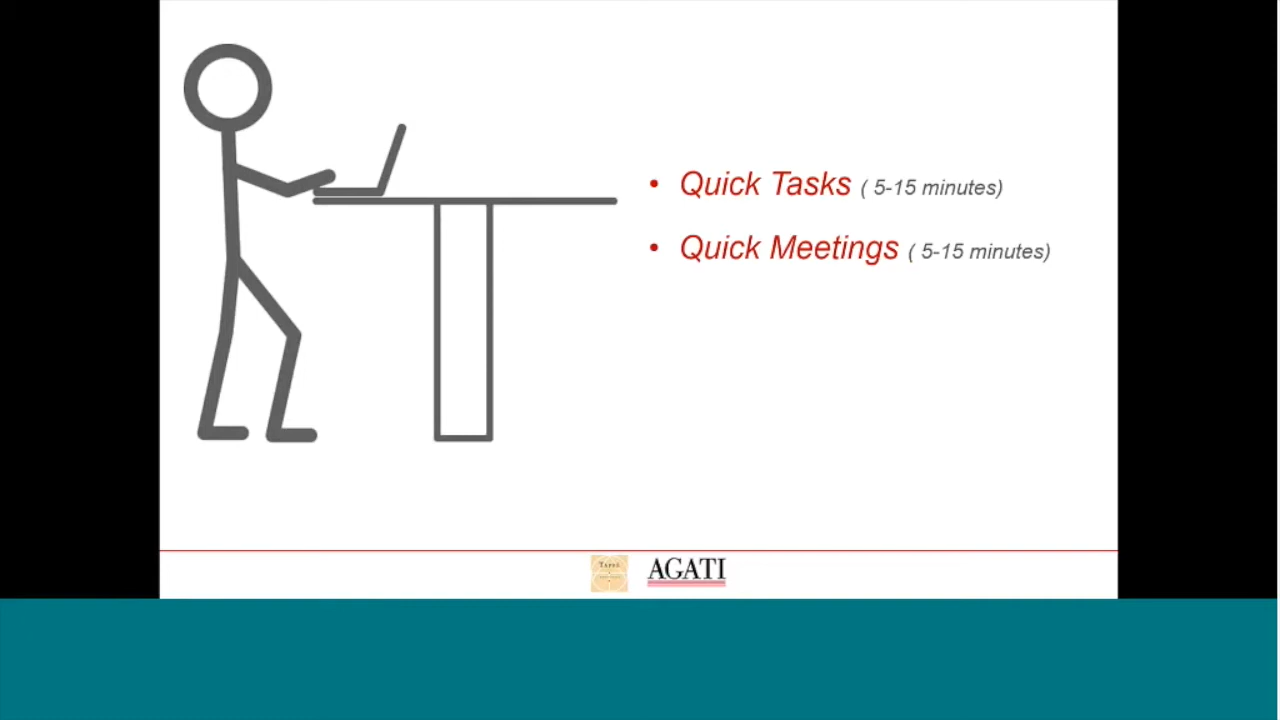 • Quick Tasks ( 5-15 minutes)
• Quick Meetings ( 5-15 minutes)
AGATI